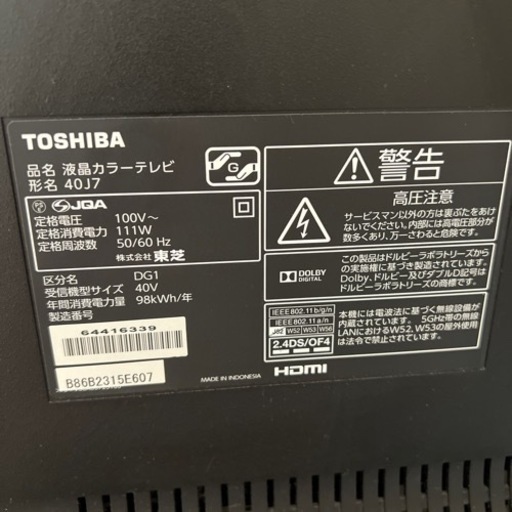 TOSHIBA
品名 液晶カラーテレビ
形名 40J7
G
JQA
定格電圧 100V～
定格消費電力 111W
定格周波数 50/60 Hz
株式会社 東芝
区分名 DG1
受信機型サイズ 40V
年間消費電力量 98kWh/年
製造番号
64416339
B86B2315E607
MADE IN INDONESIA
警告
高圧注意
サービスマン以外の方は裏ぶたをあけ
ないでください。内部には高電圧部分が
数多くあり、万一さわると危険です。
DOLBY
DIGITAL
この製品は、ドルビーラボラトリーズから
の実施権に基づき製造されています。
DOLBY、ドルビー及びダブルD記号は
ドルビーラボラトリーズの商標です。
IEEE802.11b/g/n
IEEE802.11a/n
J52 W52 W53 W56
2.4DS/OF4
本機には、電波法に基づく無線設備が
内蔵されています。 5GHz帯の無線
LANにおけるW52、W53の屋外使用
は法令で禁止されています。
HDMI